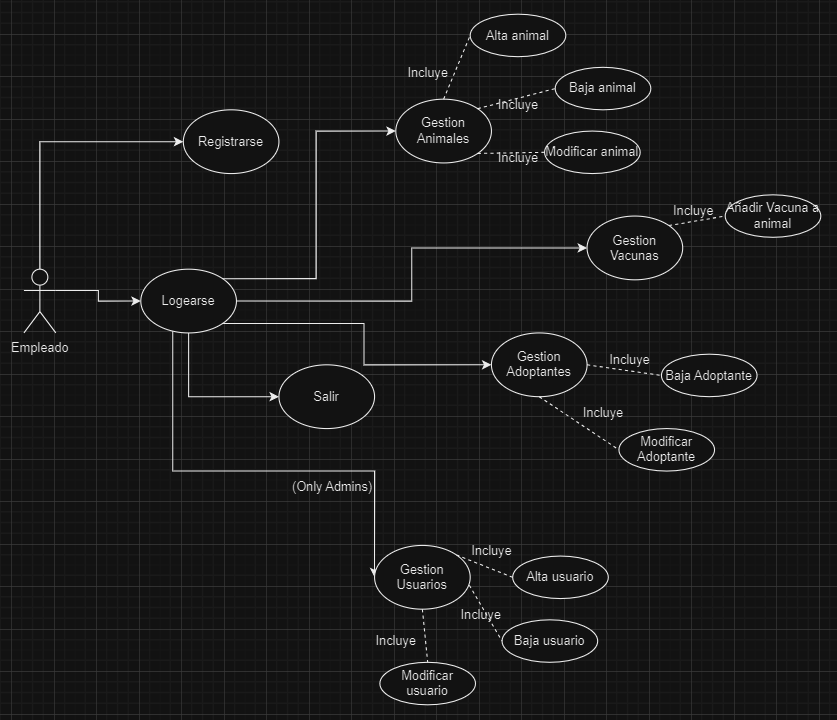 Alta animal
Incluye
Baja animal
Incluye
Gestion
Animales
Registrarse
Incluye
Modificar animal
Incluye
Añadir Vacuna a
animal
Gestion
Vacunas
Logearse
Empleado
Gestion
Adoptantes
Incluye
Baja Adoptante
Salir
Incluye
Modificar
Adoptante
(Only Admins)
Incluye
Gestion
Usuarios
Alta usuario
Incluye
Baja usuario
Incluye
Modificar
usuario